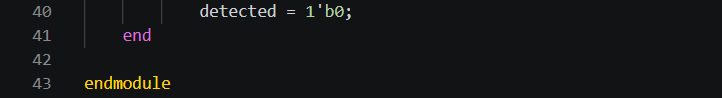 40 detected = 1'b0;
41 end
42
43 endmodule